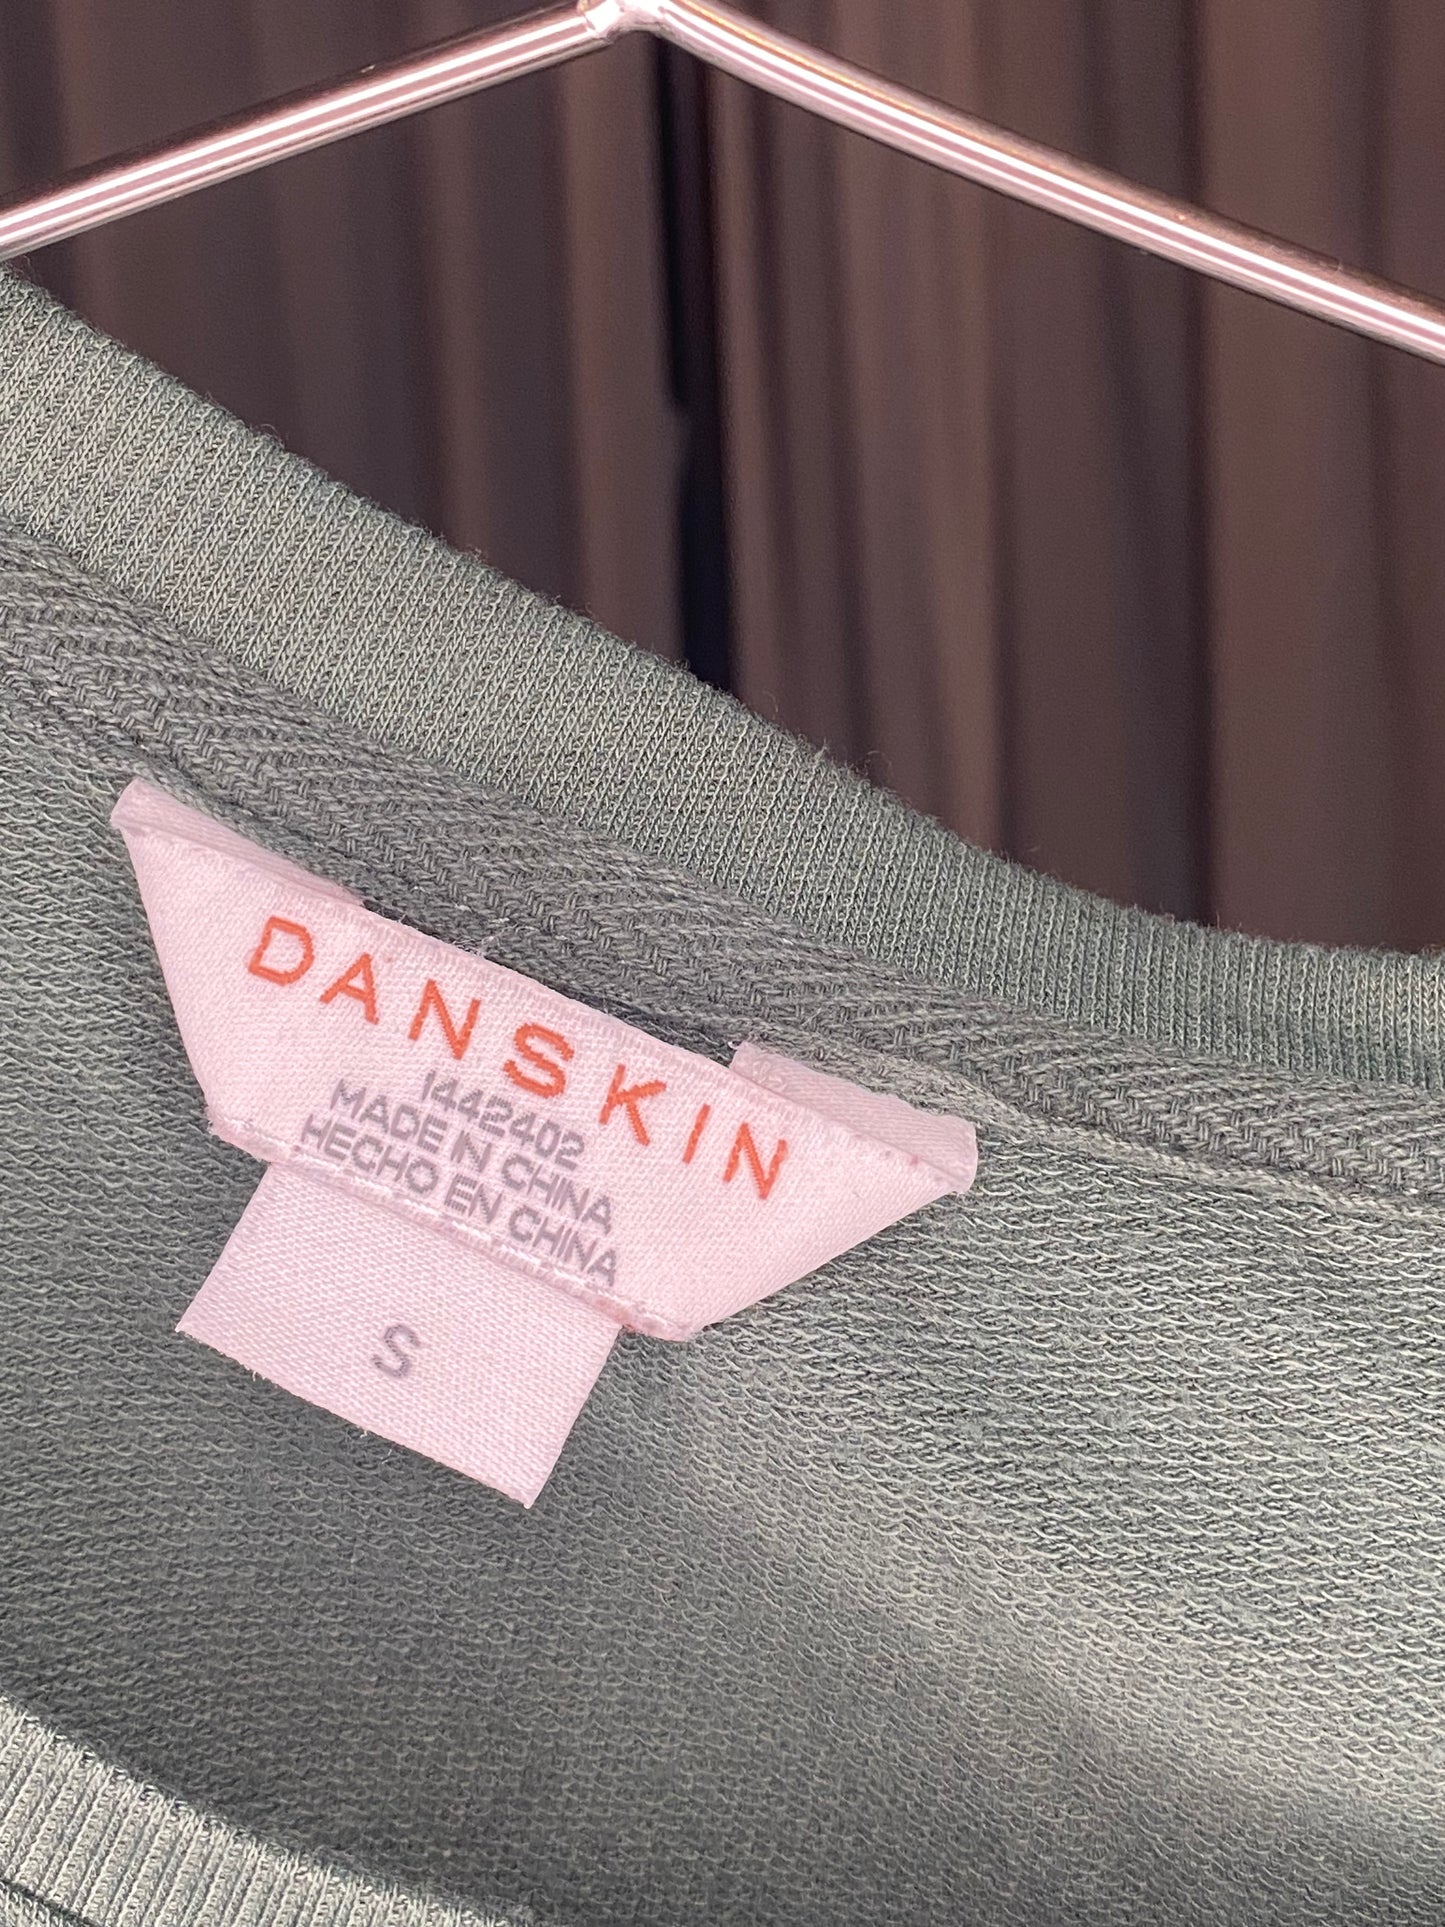 DANSKIN
1442402
MADE IN CHINA
HECHO EN CHINA
S